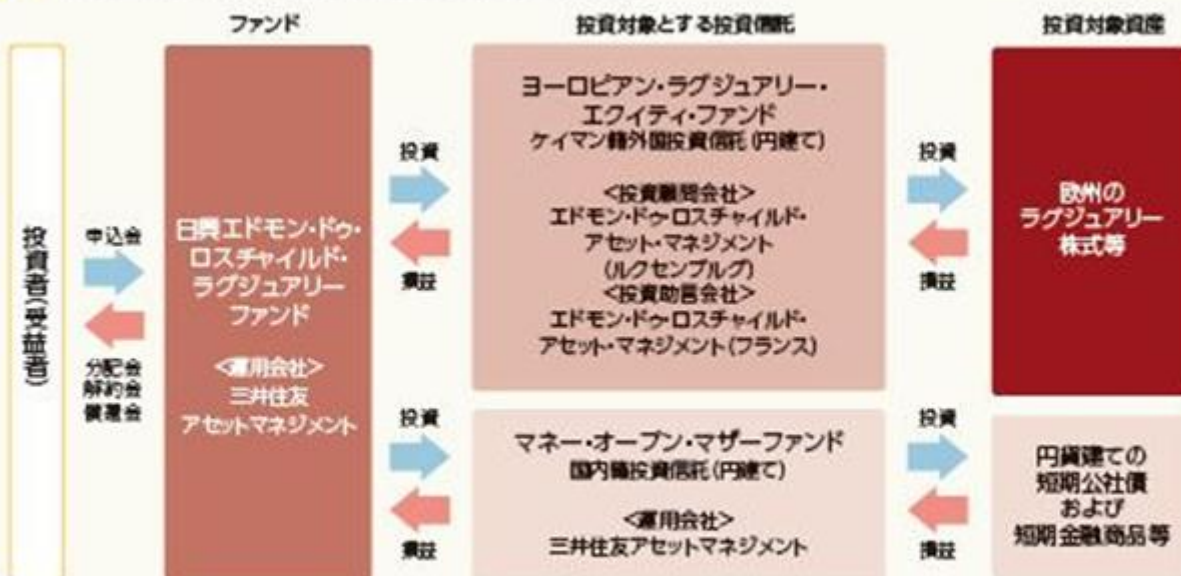 ファンド
投資対象とする投資信託
投資対象資産
投資者(受益者)
申込金
分配金
解約金
償還金
日興エドモン・ドゥ・
ロスチャイルド・
ラグジュアリー
ファンド
<運用会社>
三井住友
アセットマネジメント
投資
損益
ヨーロピアン・ラグジュアリー・
エクイティ・ファンド
ケイマン籍外国投資信託(円建て)
<投資顧問会社>
エドモン・ドゥ・ロスチャイルド・
アセット・マネジメント
(ルクセンブルグ)
<投資助言会社>
エドモン・ドゥ・ロスチャイルド・
アセット・マネジメント(フランス)
投資
損益
欧州の
ラグジュアリー
株式等
投資
損益
マネー・オープン・マザーファンド
国内籍投資信託(円建て)
<運用会社>
三井住友アセットマネジメント
投資
損益
円貨建ての
短期公社債
および
短期金融商品等